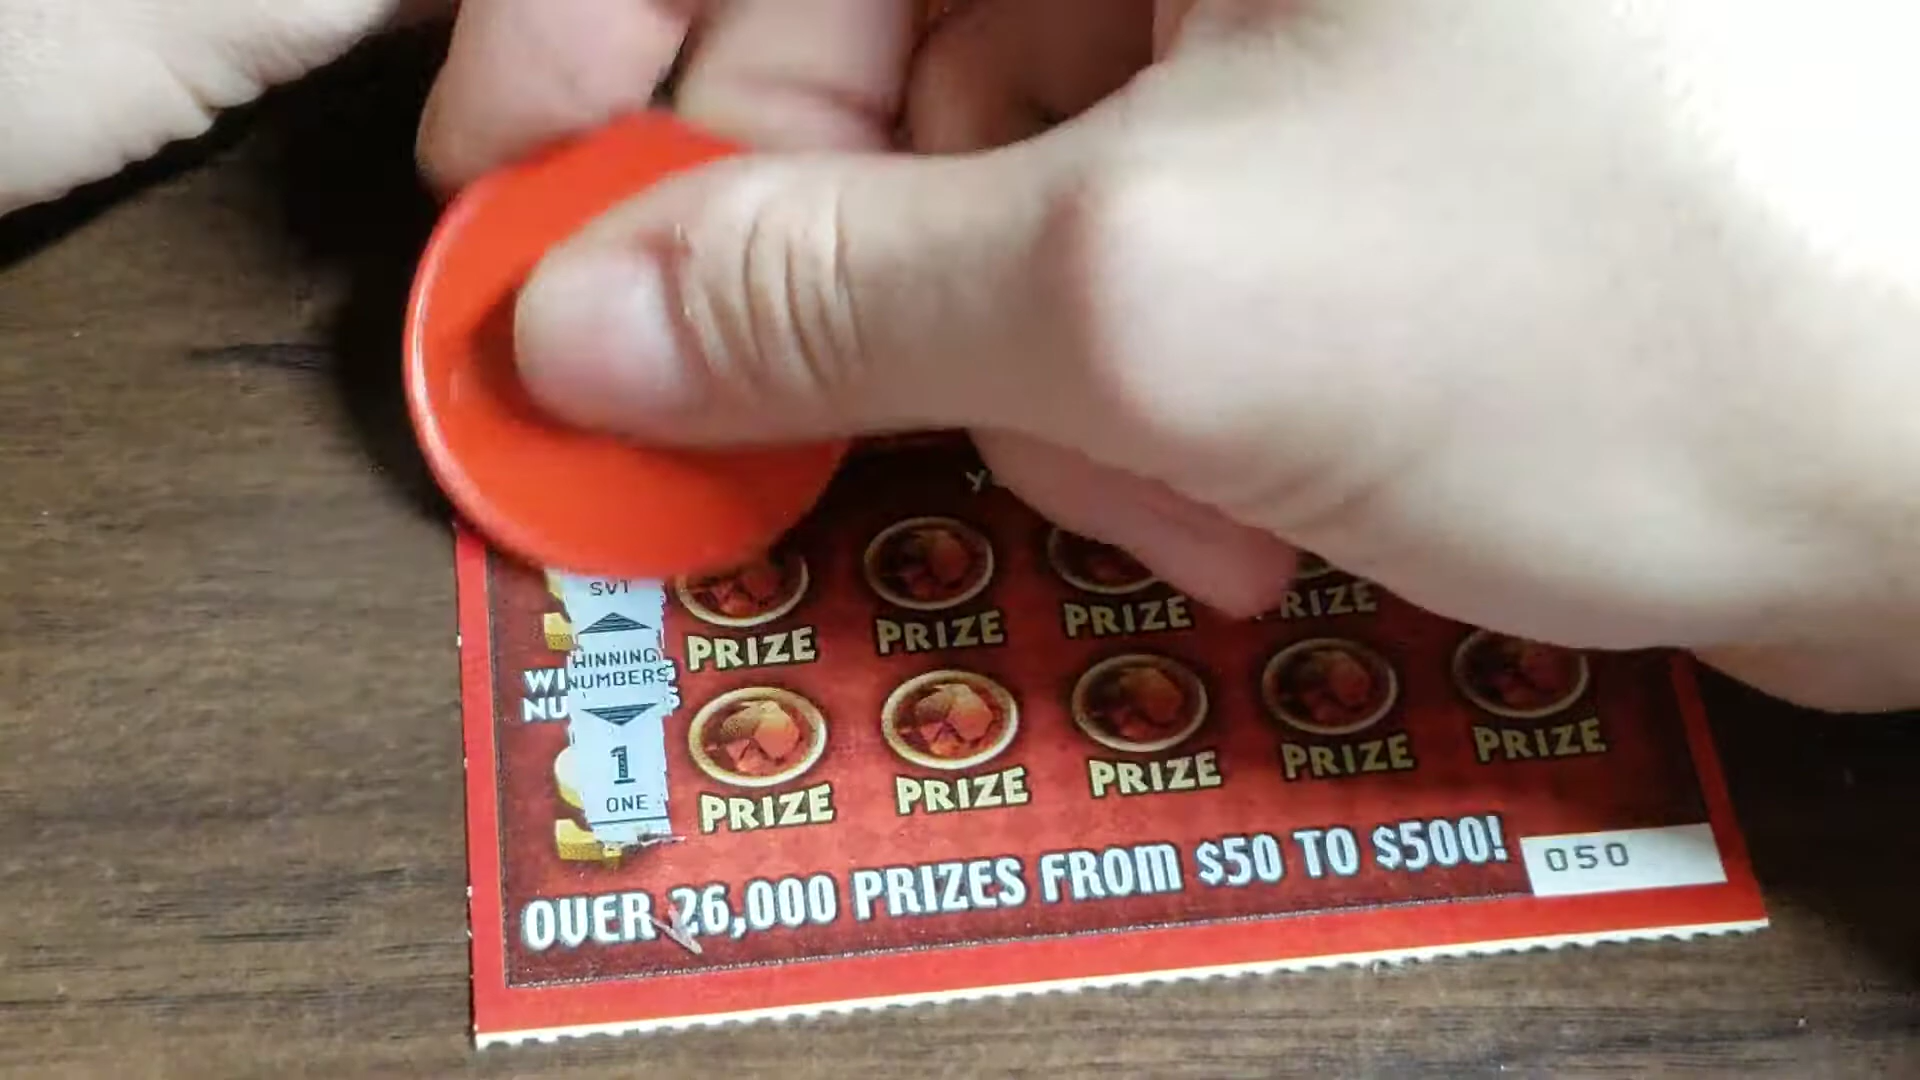 SVT
WINNING
NUMBERS
1
ONE
PRIZE PRIZE PRIZE PRIZE
PRIZE PRIZE PRIZE PRIZE PRIZE
OVER 26,000 PRIZES FROM $50 TO $500!
050